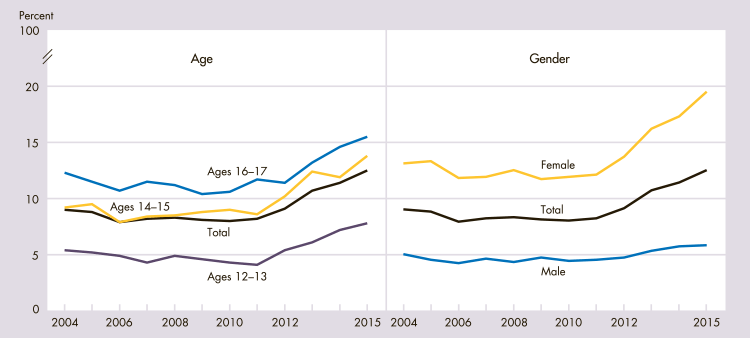 Percent
100
Age
Gender
20
15
10
5
0
Ages 16–17
Ages 14–15
Total
Ages 12–13
Female
Total
Male
2004 2006 2008 2010 2012 2015 2004 2006 2008 2010 2012 2015